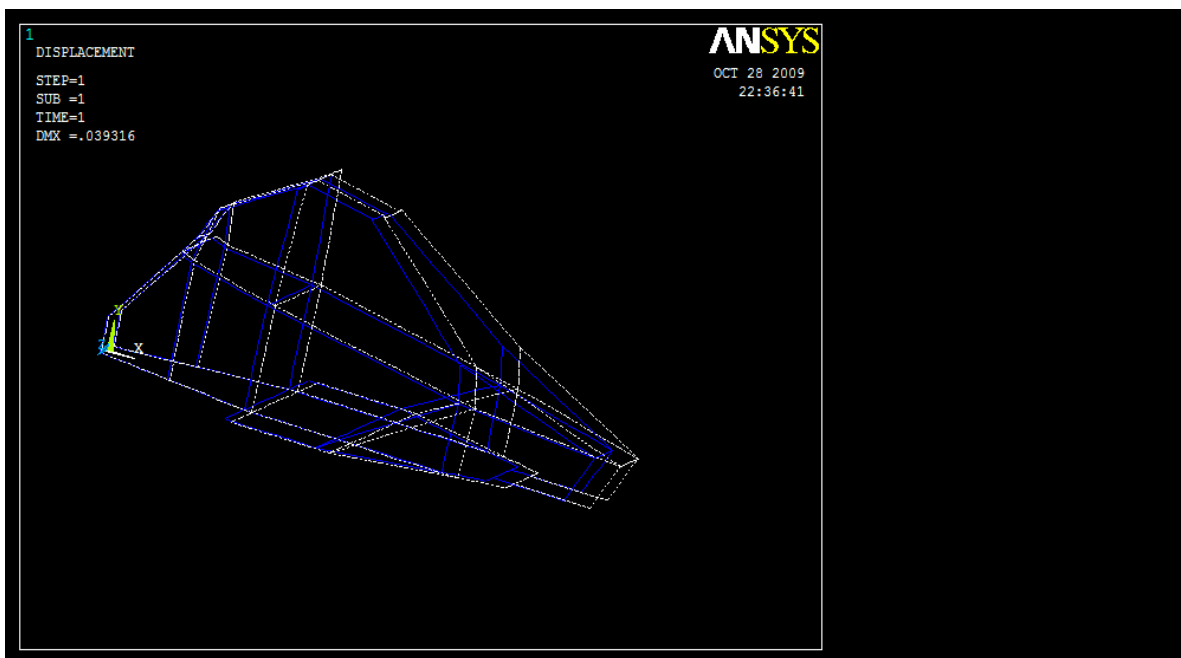 1
DISPLACEMENT
STEP=1
SUB =1
TIME=1
DMX =.039316
ANSYS
OCT 28 2009
22:36:41
Y
Z
X